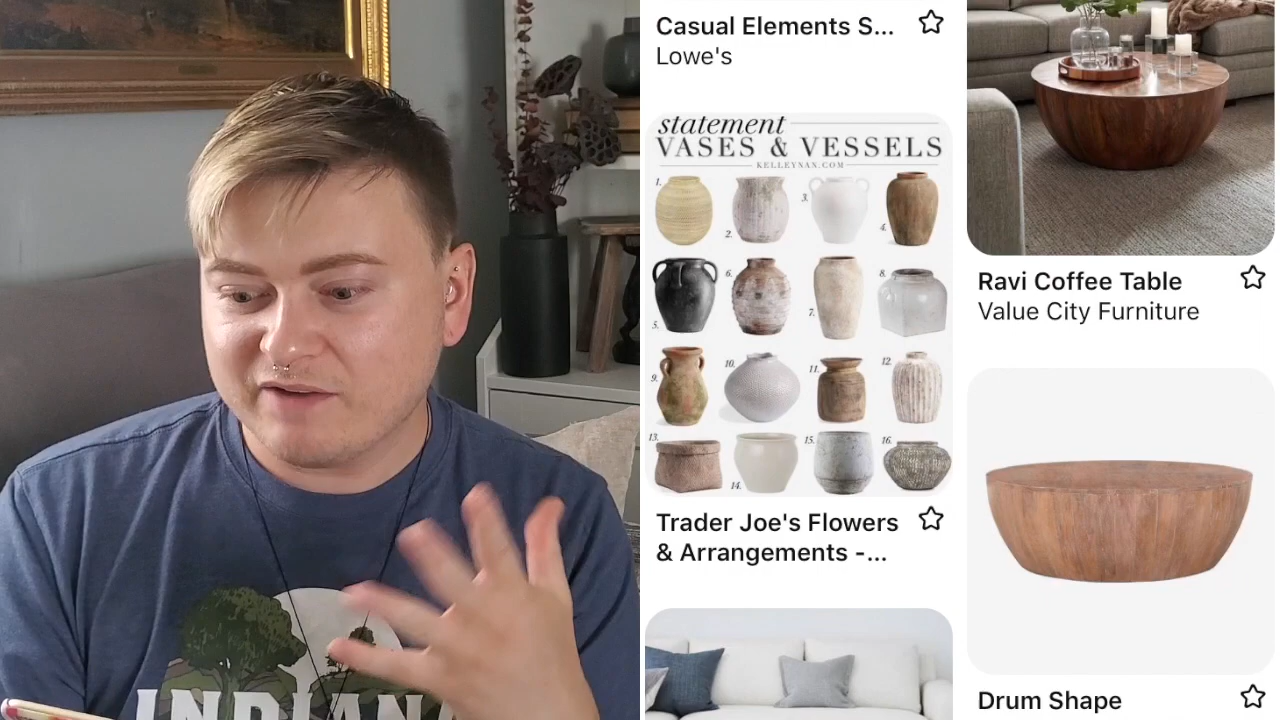 INDIANA
Casual Elements S...
Lowe's
statement
VASES & VESSELS
KELLEYNAN.COM
1.
2.
3.
4.
5.
6.
7.
8.
9.
10.
11.
12.
13.
14.
15.
16.
Trader Joe's Flowers
& Arrangements -...
Ravi Coffee Table
Value City Furniture
Drum Shape